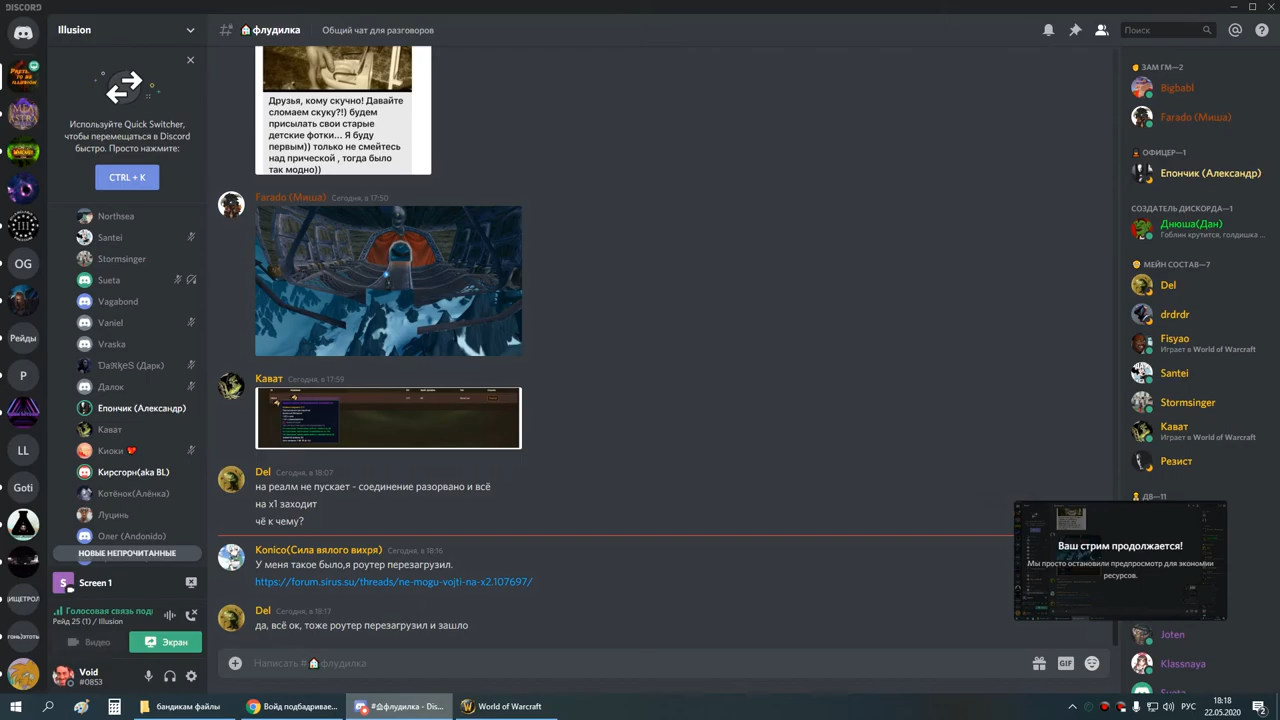 DISCORD
Illusion
Используйте Quick Switcher,
чтобы перемещаться в Discord
быстро. Просто нажмите:
CTRL + K
Northsea
Santei
Stormsinger
Sueta
Vagabond
Vaniel
Vraska
Далок
Епончик (Александр)
Кават
Киоки
Кирсгорн(aka BL)
Котёнок(Алёнка)
Луцинь
Олег (Andonido)
НОВЫЕ НЕПРОЧИТАННЫЕ
S Screen 1
Голосовая связь под
Рейд 25 (1) / Illusion
Видео
Экран
Void
#0853
OG
Рейды
P
LL
Goti
флудилка
Общий чат для разговоров
Поиск
Друзья, кому скучно! Давайте
сломаем скуку?!) будем
присылать свои старые
детские фотки... Я буду
первым)) только не смейтесь
над прической , тогда было
так модно))
Farado (Миша) Сегодня, в 17:50
Кават Сегодня, в 17:59
Del Сегодня, в 18:07
на реалм не пускает - соединение разорвано и всё
на x1 заходит
чё к чему?
Konico(Сила вялого вихря) Сегодня, в 18:16
У меня такое было,я роутер перезагрузил.
https://forum.sirus.su/threads/ne-mogu-vojti-na-x2.107697/
Del Сегодня, в 18:17
да, всё ок, тоже роутер перезагрузил и зашло
Написать #флудилка
GIF
ЗАМ ГМ—2
Bigbabl
Farado (Миша)
ОФИЦЕР—1
Епончик (Александр)
СОЗДАТЕЛЬ ДИСКОРДА—1
Днюша(Дан)
Гоблин крутится, голдишка ...
МЕЙН СОСТАВ—7
Del
drdrdr
Fisyao
Играет в World of Warcraft
Santei
Stormsinger
Кават
Играет в World of Warcraft
Резист
ДВ—11
Ваш стрим продолжается!
Мы просто остановили предпросмотр для экономии
ресурсов.
Joten
Klassnaya
Sueta
бандикам файлы
Войд подбадривае...
#флудилка - Dis...
World of Warcraft
РУС
18:18
22.05.2020